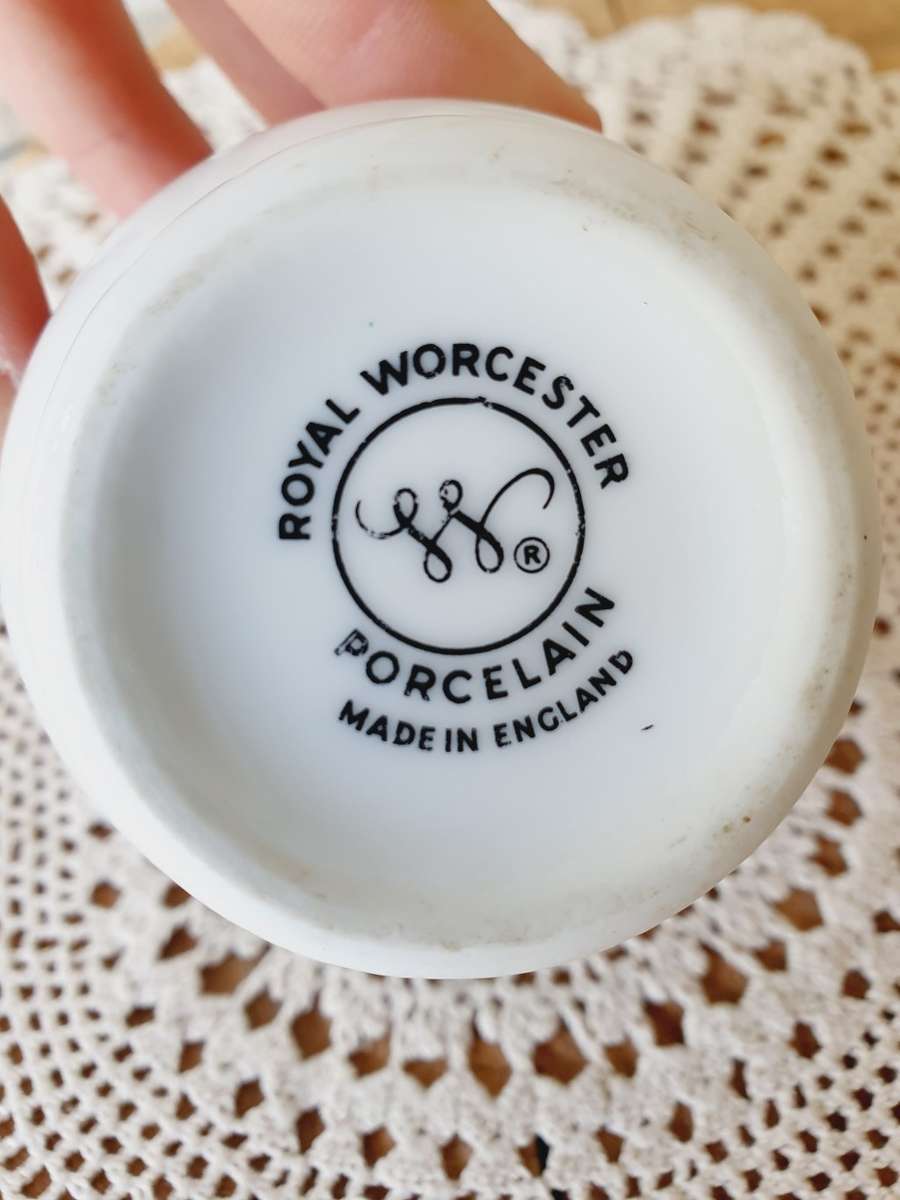 ROYAL WORCESTER
W®
PORCELAIN
MADE IN ENGLAND